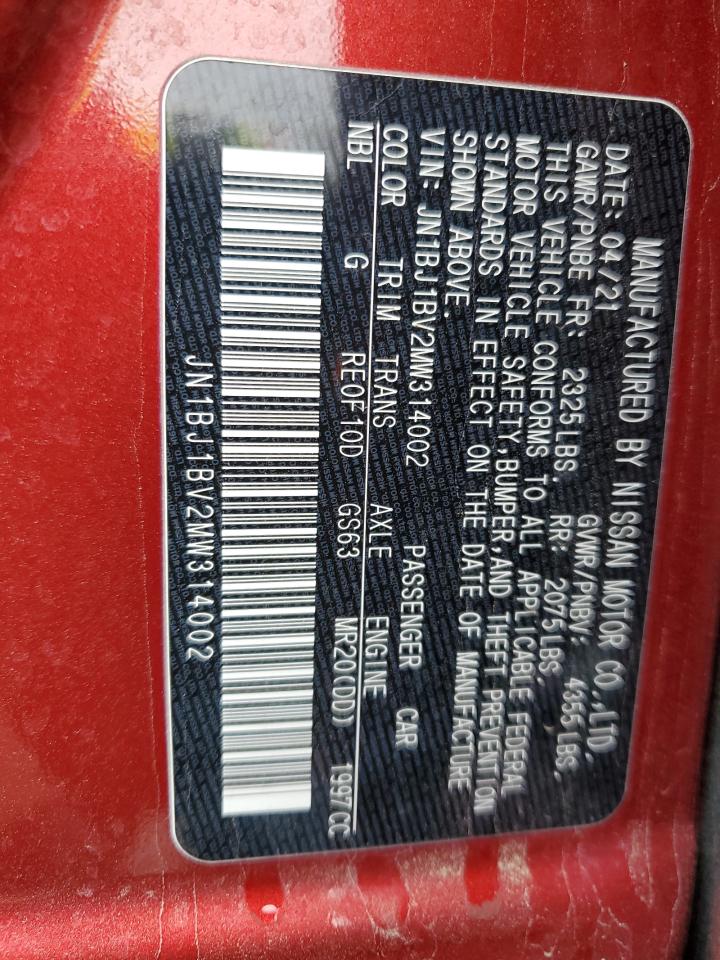 MANUFACTURED BY NISSAN MOTOR CO.,LTD.
DATE: 04/21 GVWR/PNBV: 4355LBS.
GAWR/PNBE FR: 2325LBS. RR: 2075LBS.
THIS VEHICLE CONFORMS TO ALL APPLICABLE FEDERAL
MOTOR VEHICLE SAFETY,BUMPER,AND THEFT PREVENTION
STANDARDS IN EFFECT ON THE DATE OF MANUFACTURE
SHOWN ABOVE.
VIN: JN1BJ1BV2MW314002 PASSENGER CAR
COLOR TRIM TRANS AXLE ENGINE
NBL G RE0F10D GS63 MR20(DD) 1997CC
JN1BJ1BV2MW314002